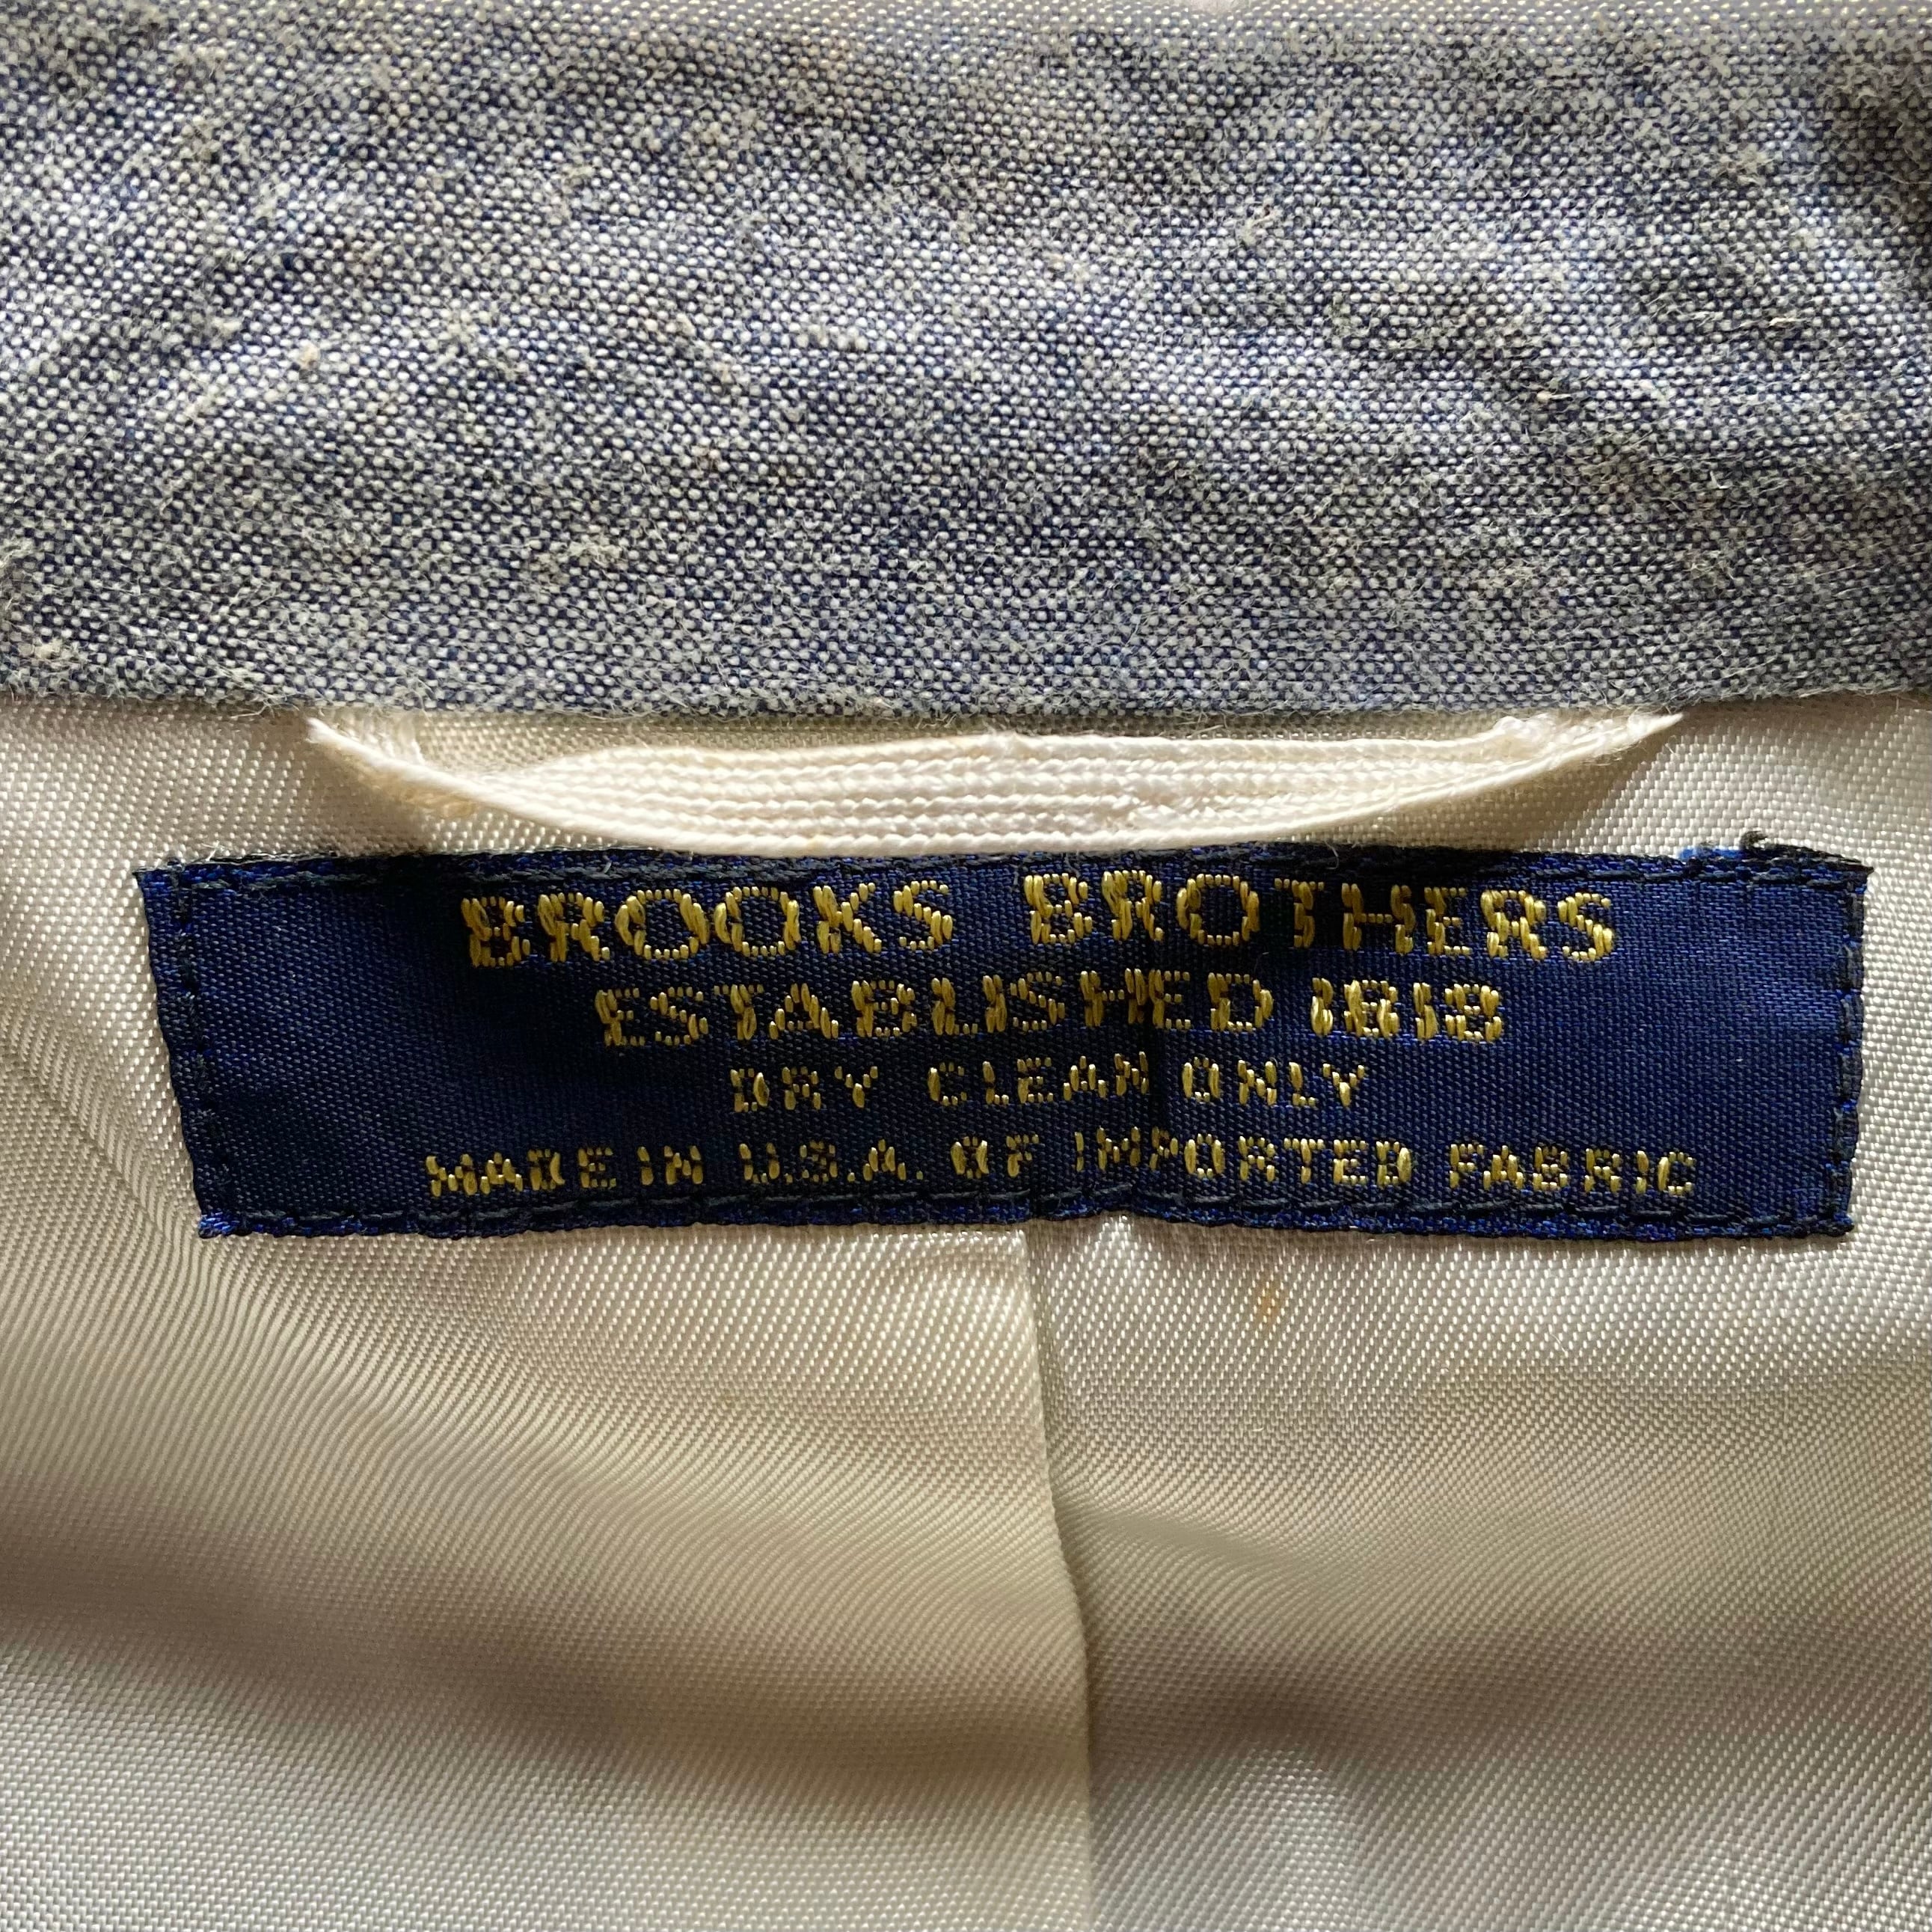 BROOKS BROTHERS
ESTABLISHED 1818
DRY CLEAN ONLY
MADE IN U.S.A. OF IMPORTED FABRIC